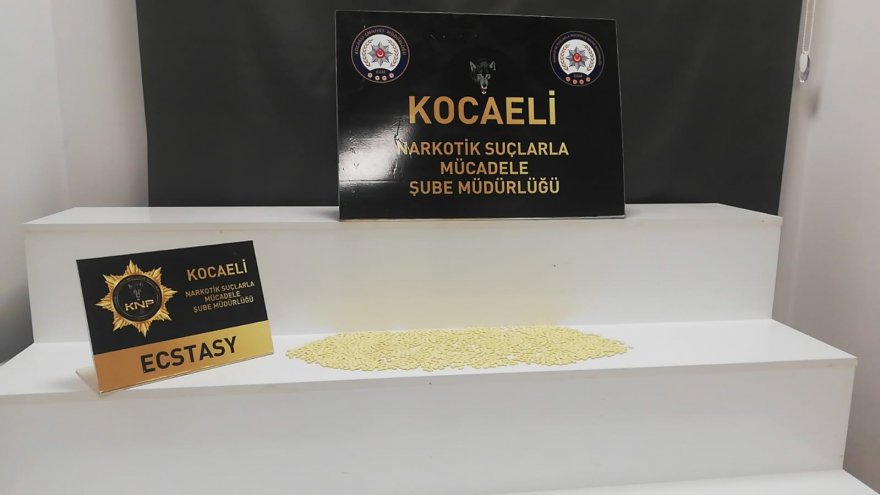 KOCAELİ
NARKOTİK SUÇLARLA
MÜCADELE
ŞUBE MÜDÜRLÜĞÜ
KNP
KOCAELİ
NARKOTİK SUÇLARLA
MÜCADELE
ŞUBE MÜDÜRLÜĞÜ
ECSTASY